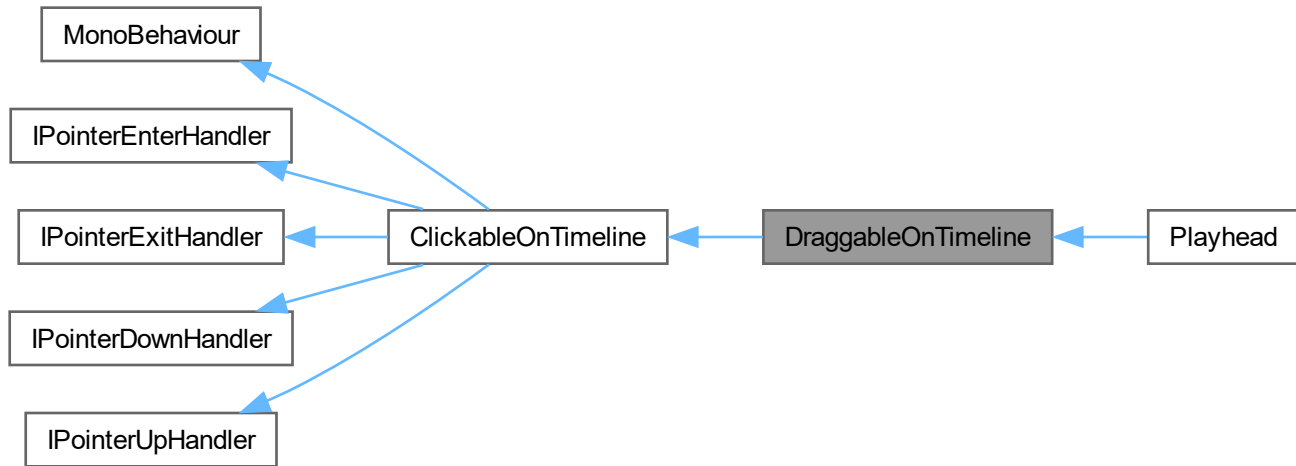 MonoBehaviour
IPointerEnterHandler
IPointerExitHandler
ClickableOnTimeline
DraggableOnTimeline
Playhead
IPointerDownHandler
IPointerUpHandler